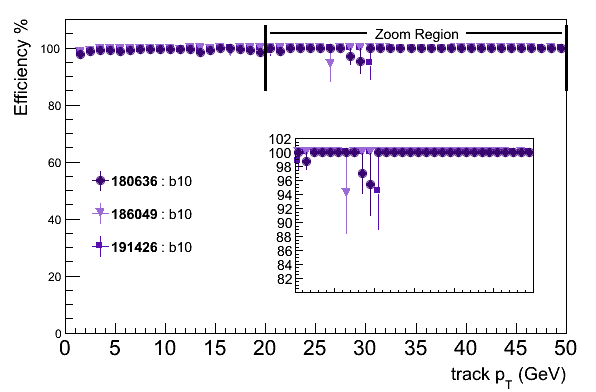 Efficiency %
100
80
60
40
20
0
Zoom Region
180636 : b10
186049 : b10
191426 : b10
102
100
98
96
94
92
90
88
86
84
82
0 5 10 15 20 25 30 35 40 45 50
track pT (GeV)